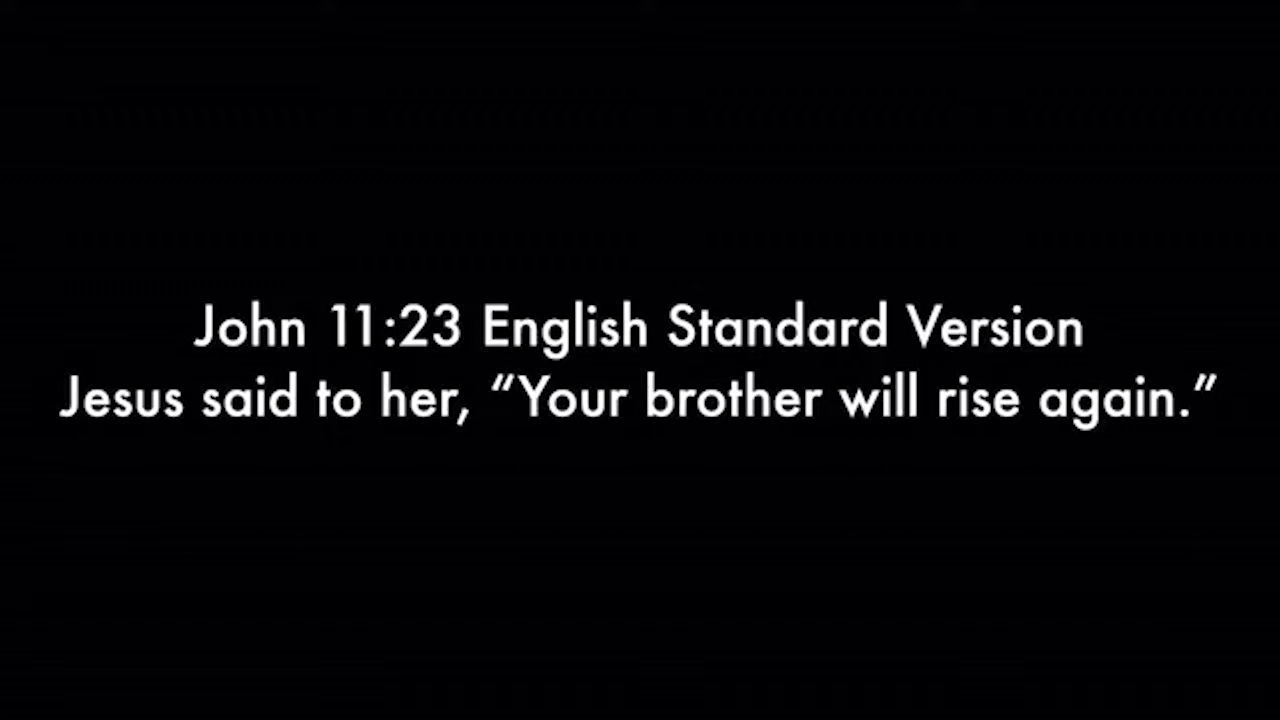 John 11:23 English Standard Version
Jesus said to her, “Your brother will rise again.”